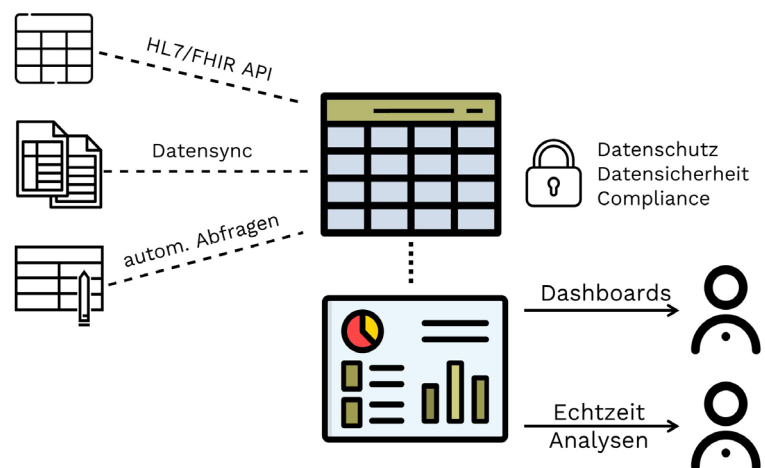 HL7/FHIR API
Datensync
autom. Abfragen
Datenschutz
Datensicherheit
Compliance
Dashboards
Echtzeit
Analysen